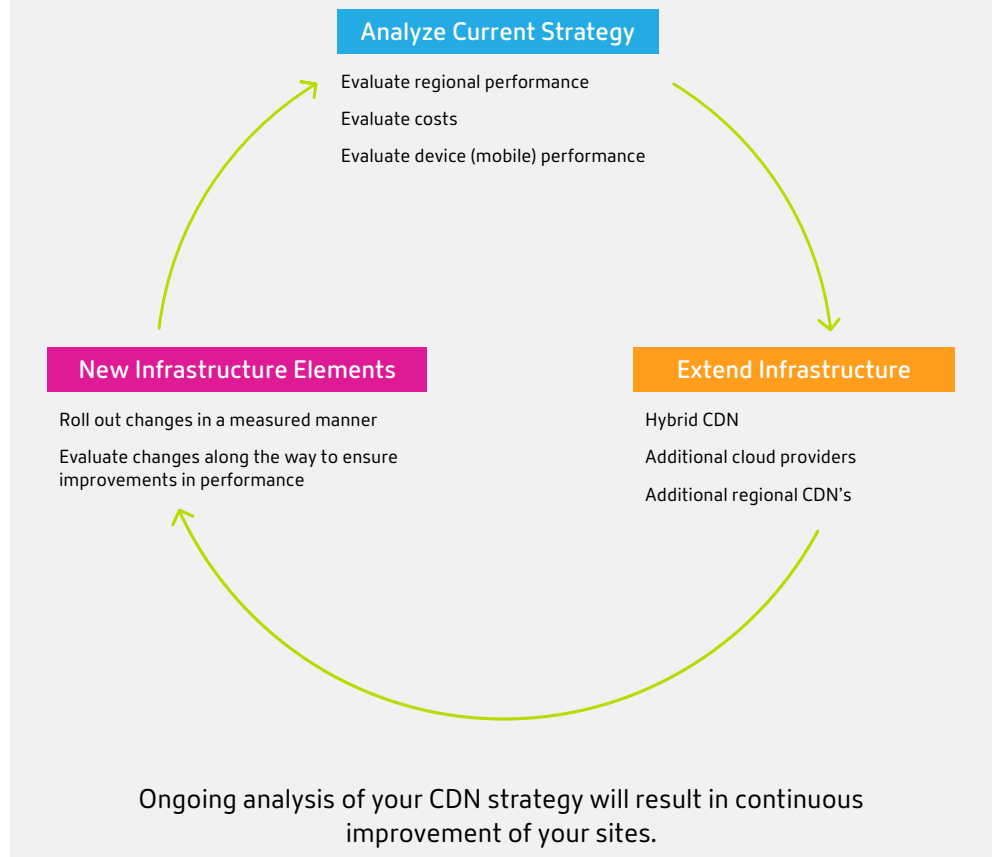 Analyze Current Strategy
Evaluate regional performance
Evaluate costs
Evaluate device (mobile) performance
New Infrastructure Elements
Roll out changes in a measured manner
Evaluate changes along the way to ensure
improvements in performance
Extend Infrastructure
Hybrid CDN
Additional cloud providers
Additional regional CDN’s
Ongoing analysis of your CDN strategy will result in continuous
improvement of your sites.